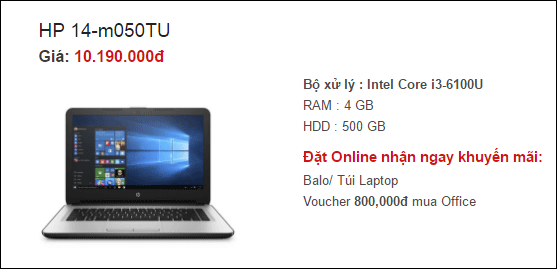 HP 14-m050TU
Giá: 10.190.000đ
Bộ xử lý : Intel Core i3-6100U
RAM : 4 GB
HDD : 500 GB
Đặt Online nhận ngay khuyến mãi:
Balo/ Túi Laptop
Voucher 800,000đ mua Office